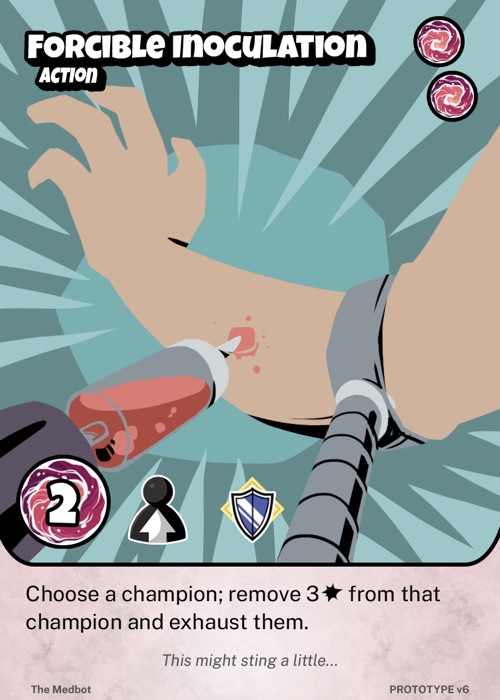 Forcible Inoculation
Action
2
Choose a champion; remove 3 from that
champion and exhaust them.
This might sting a little...
The Medbot PROTOTYPE v6